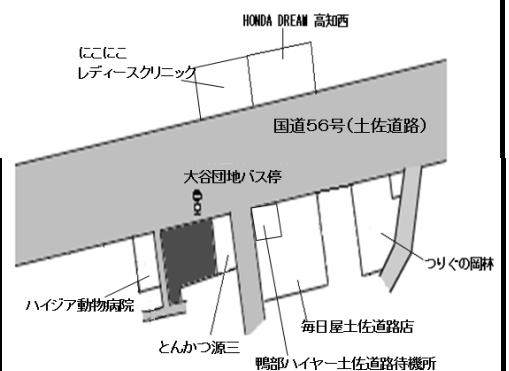 HONDA DREAM 高知西
にこにこ
レディースクリニック
国道56号(土佐道路)
大谷団地バス停
つりぐの岡林
ハイジア動物病院
毎日屋土佐道路店
とんかつ源三
鴨部ハイヤー土佐道路待機所